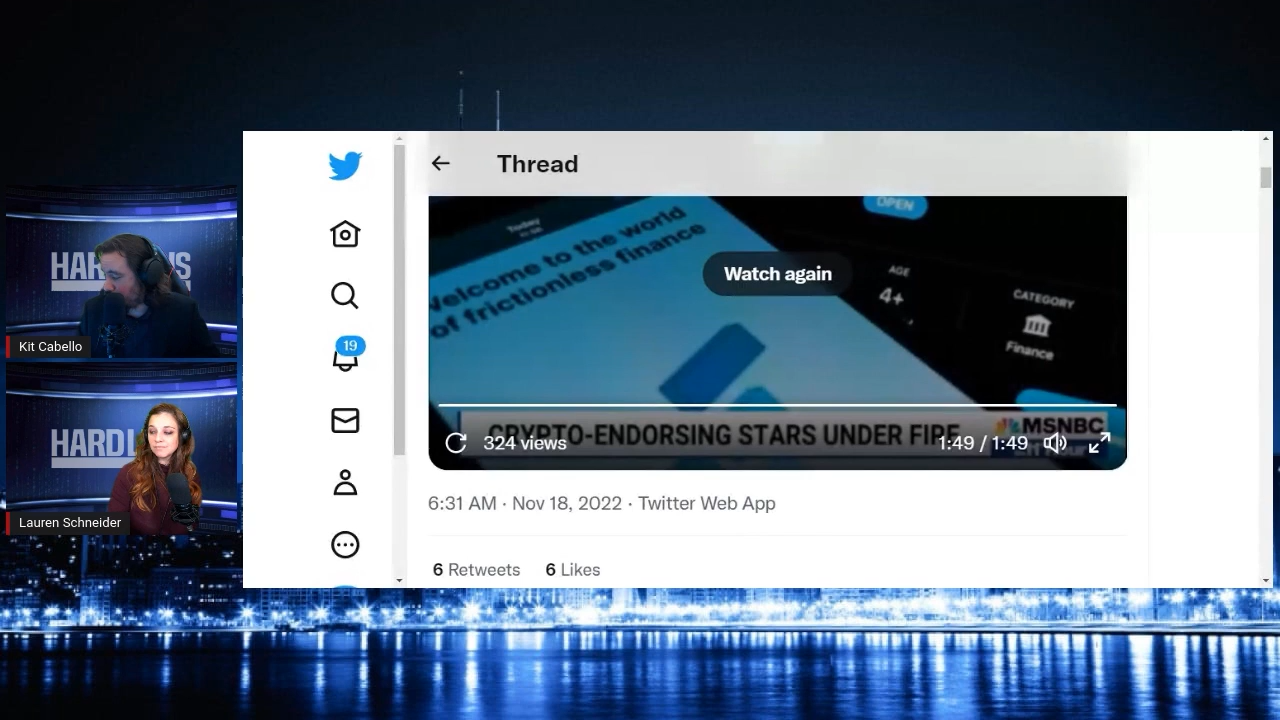 Thread
Today
Welcome to the world
of frictionless finance
OPEN
AGE
4+
CATEGORY
Finance
Watch again
CRYPTO-ENDORSING STARS UNDER FIRE
MSNBC
324 views
1:49 / 1:49
6:31 AM · Nov 18, 2022 · Twitter Web App
6 Retweets 6 Likes
19
Kit Cabello
Lauren Schneider